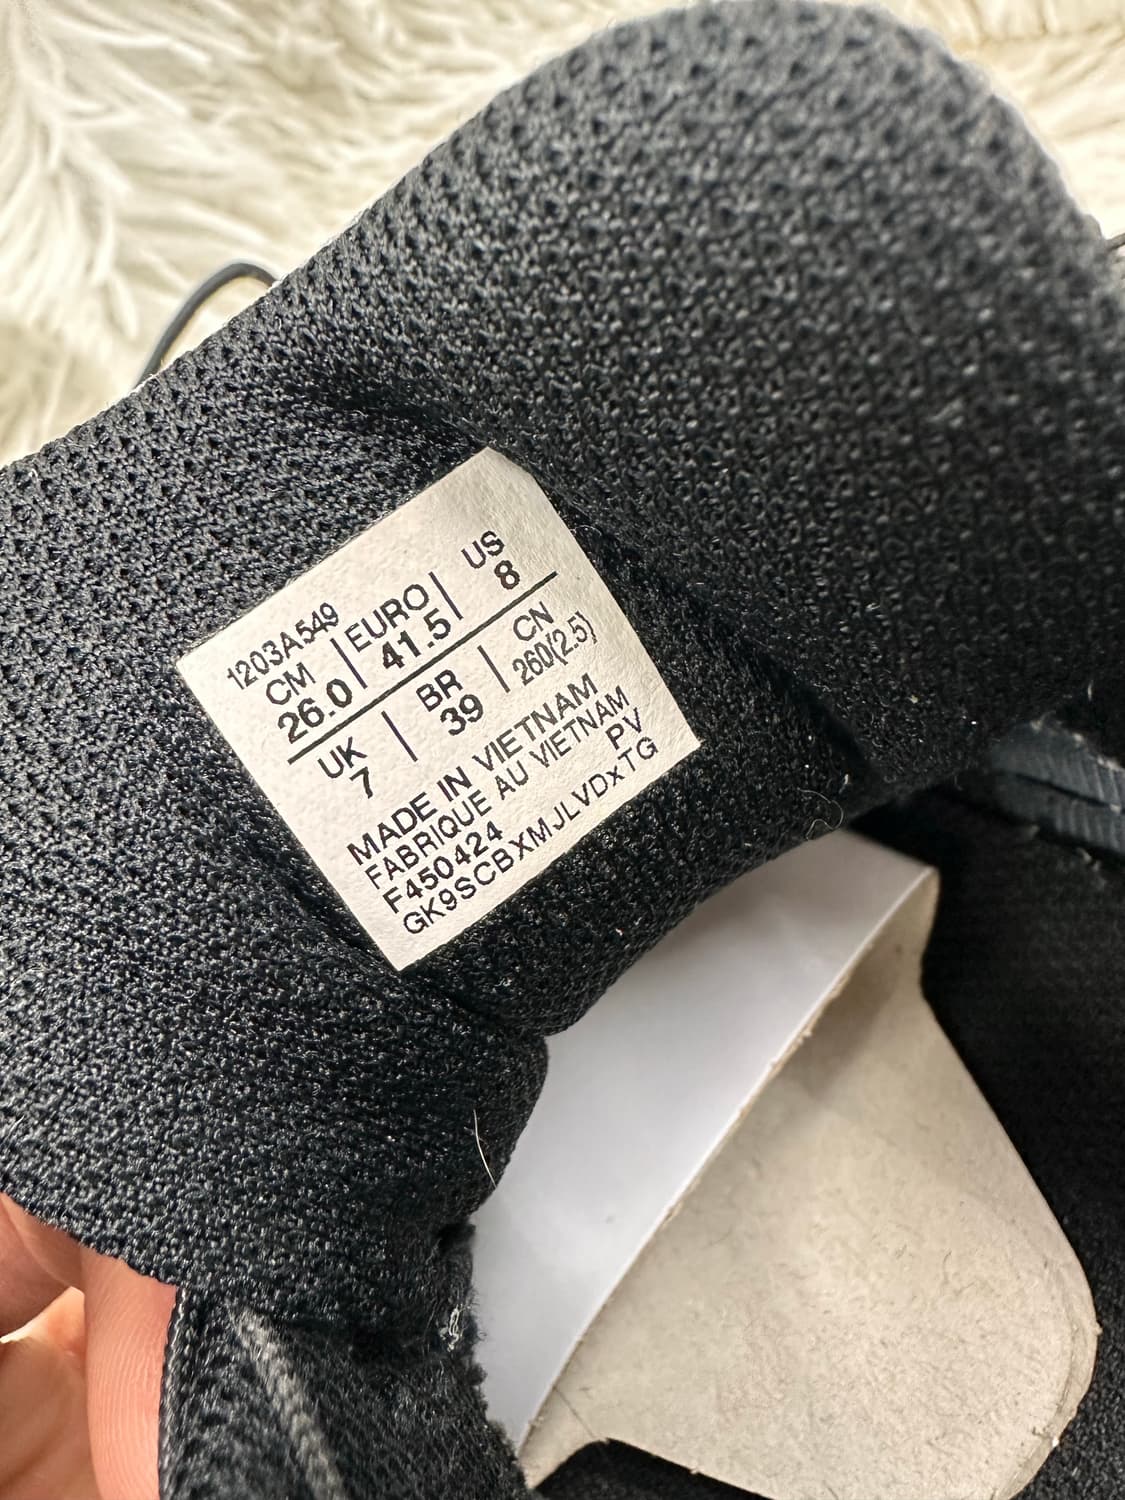 1203A549
CM | EURO | US
26.0 | 41.5 | 8
UK | BR | CN
7 | 39 | 260(2.5)
MADE IN VIETNAM
FABRIQUE AU VIETNAM
F450424 PV
GK9SCBXMJLVDxTG